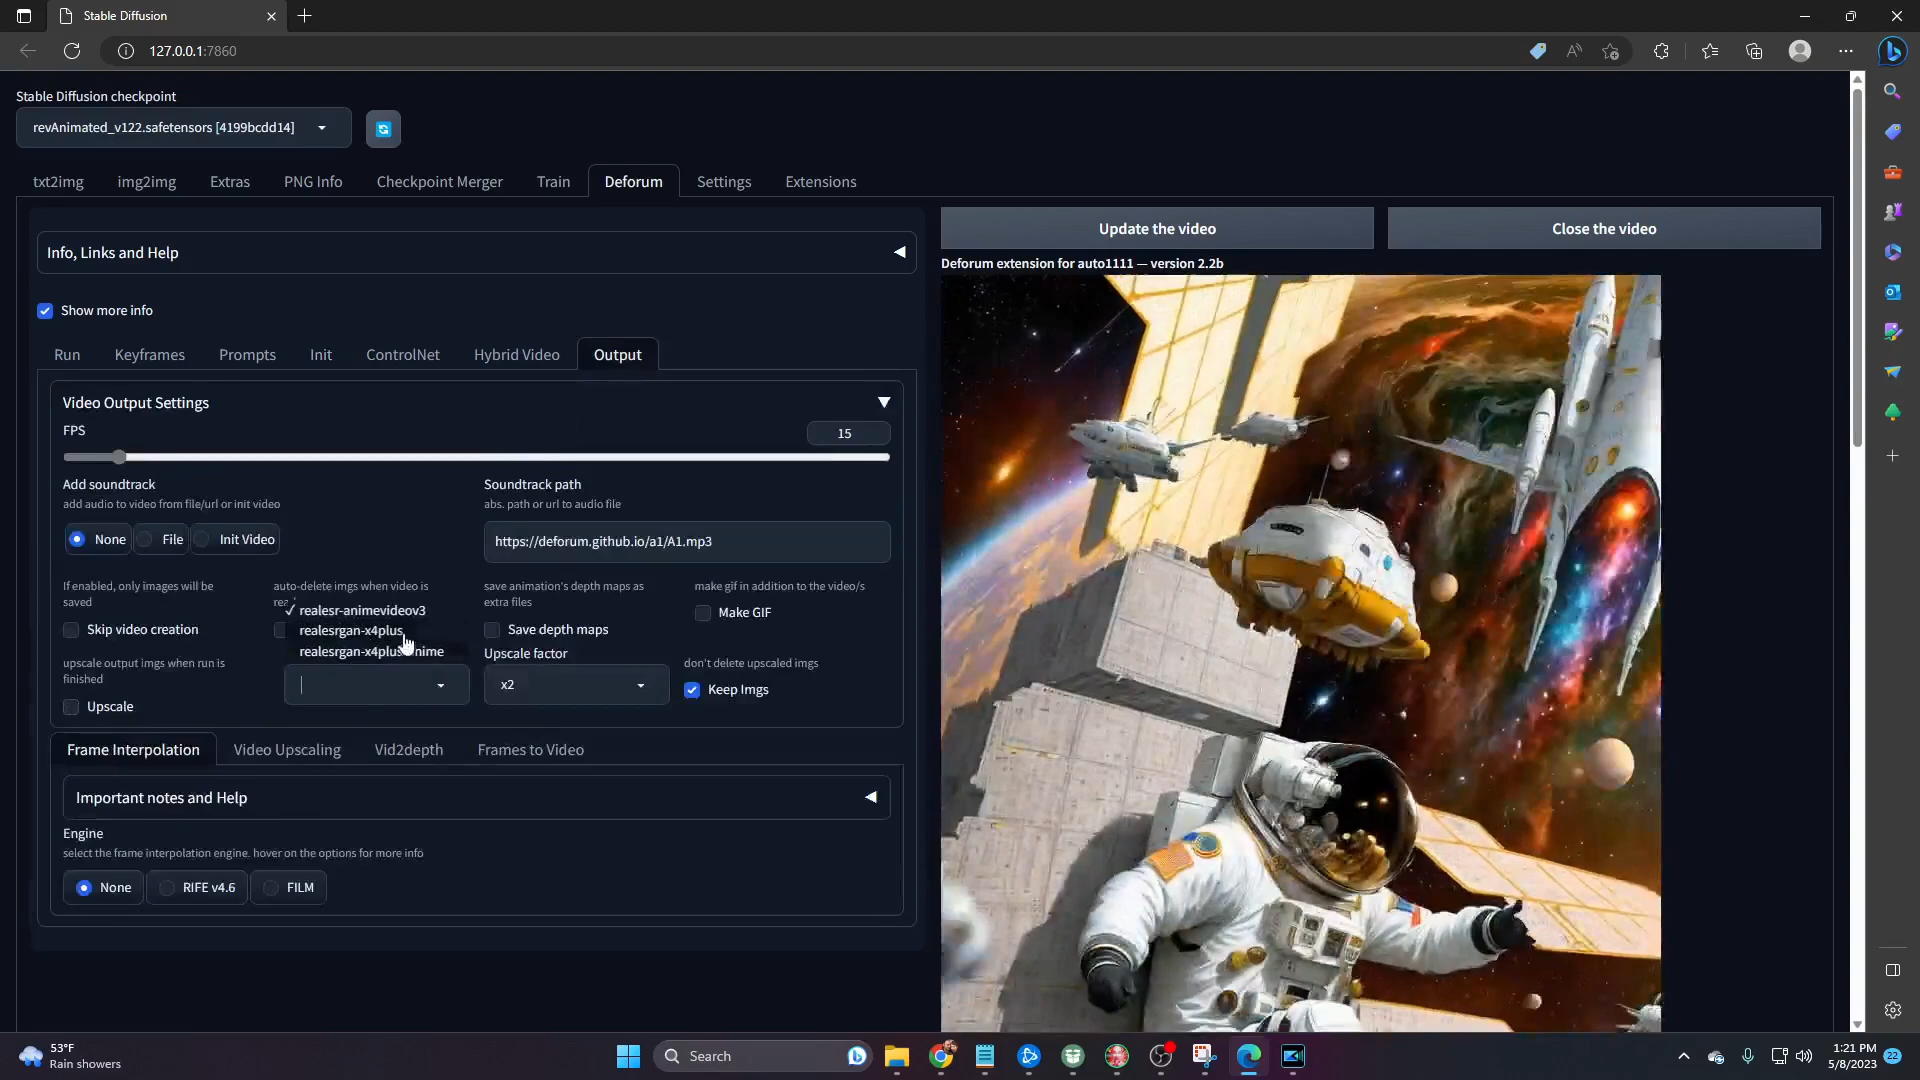 Stable Diffusion
127.0.0.1:7860
Stable Diffusion checkpoint
revAnimated_v122.safetensors [4199bcdd14]
txt2img img2img Extras PNG Info Checkpoint Merger Train Deforum Settings Extensions
Info, Links and Help
Show more info
Run Keyframes Prompts Init ControlNet Hybrid Video Output
Video Output Settings
FPS
15
Add soundtrack
add audio to video from file/url or init video
None File Init Video
Soundtrack path
abs. path or url to audio file
https://deforum.github.io/a1/A1.mp3
If enabled, only images will be
saved
Skip video creation
auto-delete imgs when video is
save animation's depth maps as
extra files
Save depth maps
make gif in addition to the video/s
Make GIF
realesr-animevideov3
realesrgan-x4plus
upscale output imgs when run is
finished
Upscale
Upscale factor
x2
don't delete upscaled imgs
Keep Imgs
Frame Interpolation Video Upscaling Vid2depth Frames to Video
Important notes and Help
Engine
select the frame interpolation engine. hover on the options for more info
None RIFE v4.6 FILM
Update the video
Close the video
Deforum extension for auto1111 — version 2.2b
53°F
Rain showers
Search
1:21 PM
5/8/2023
22